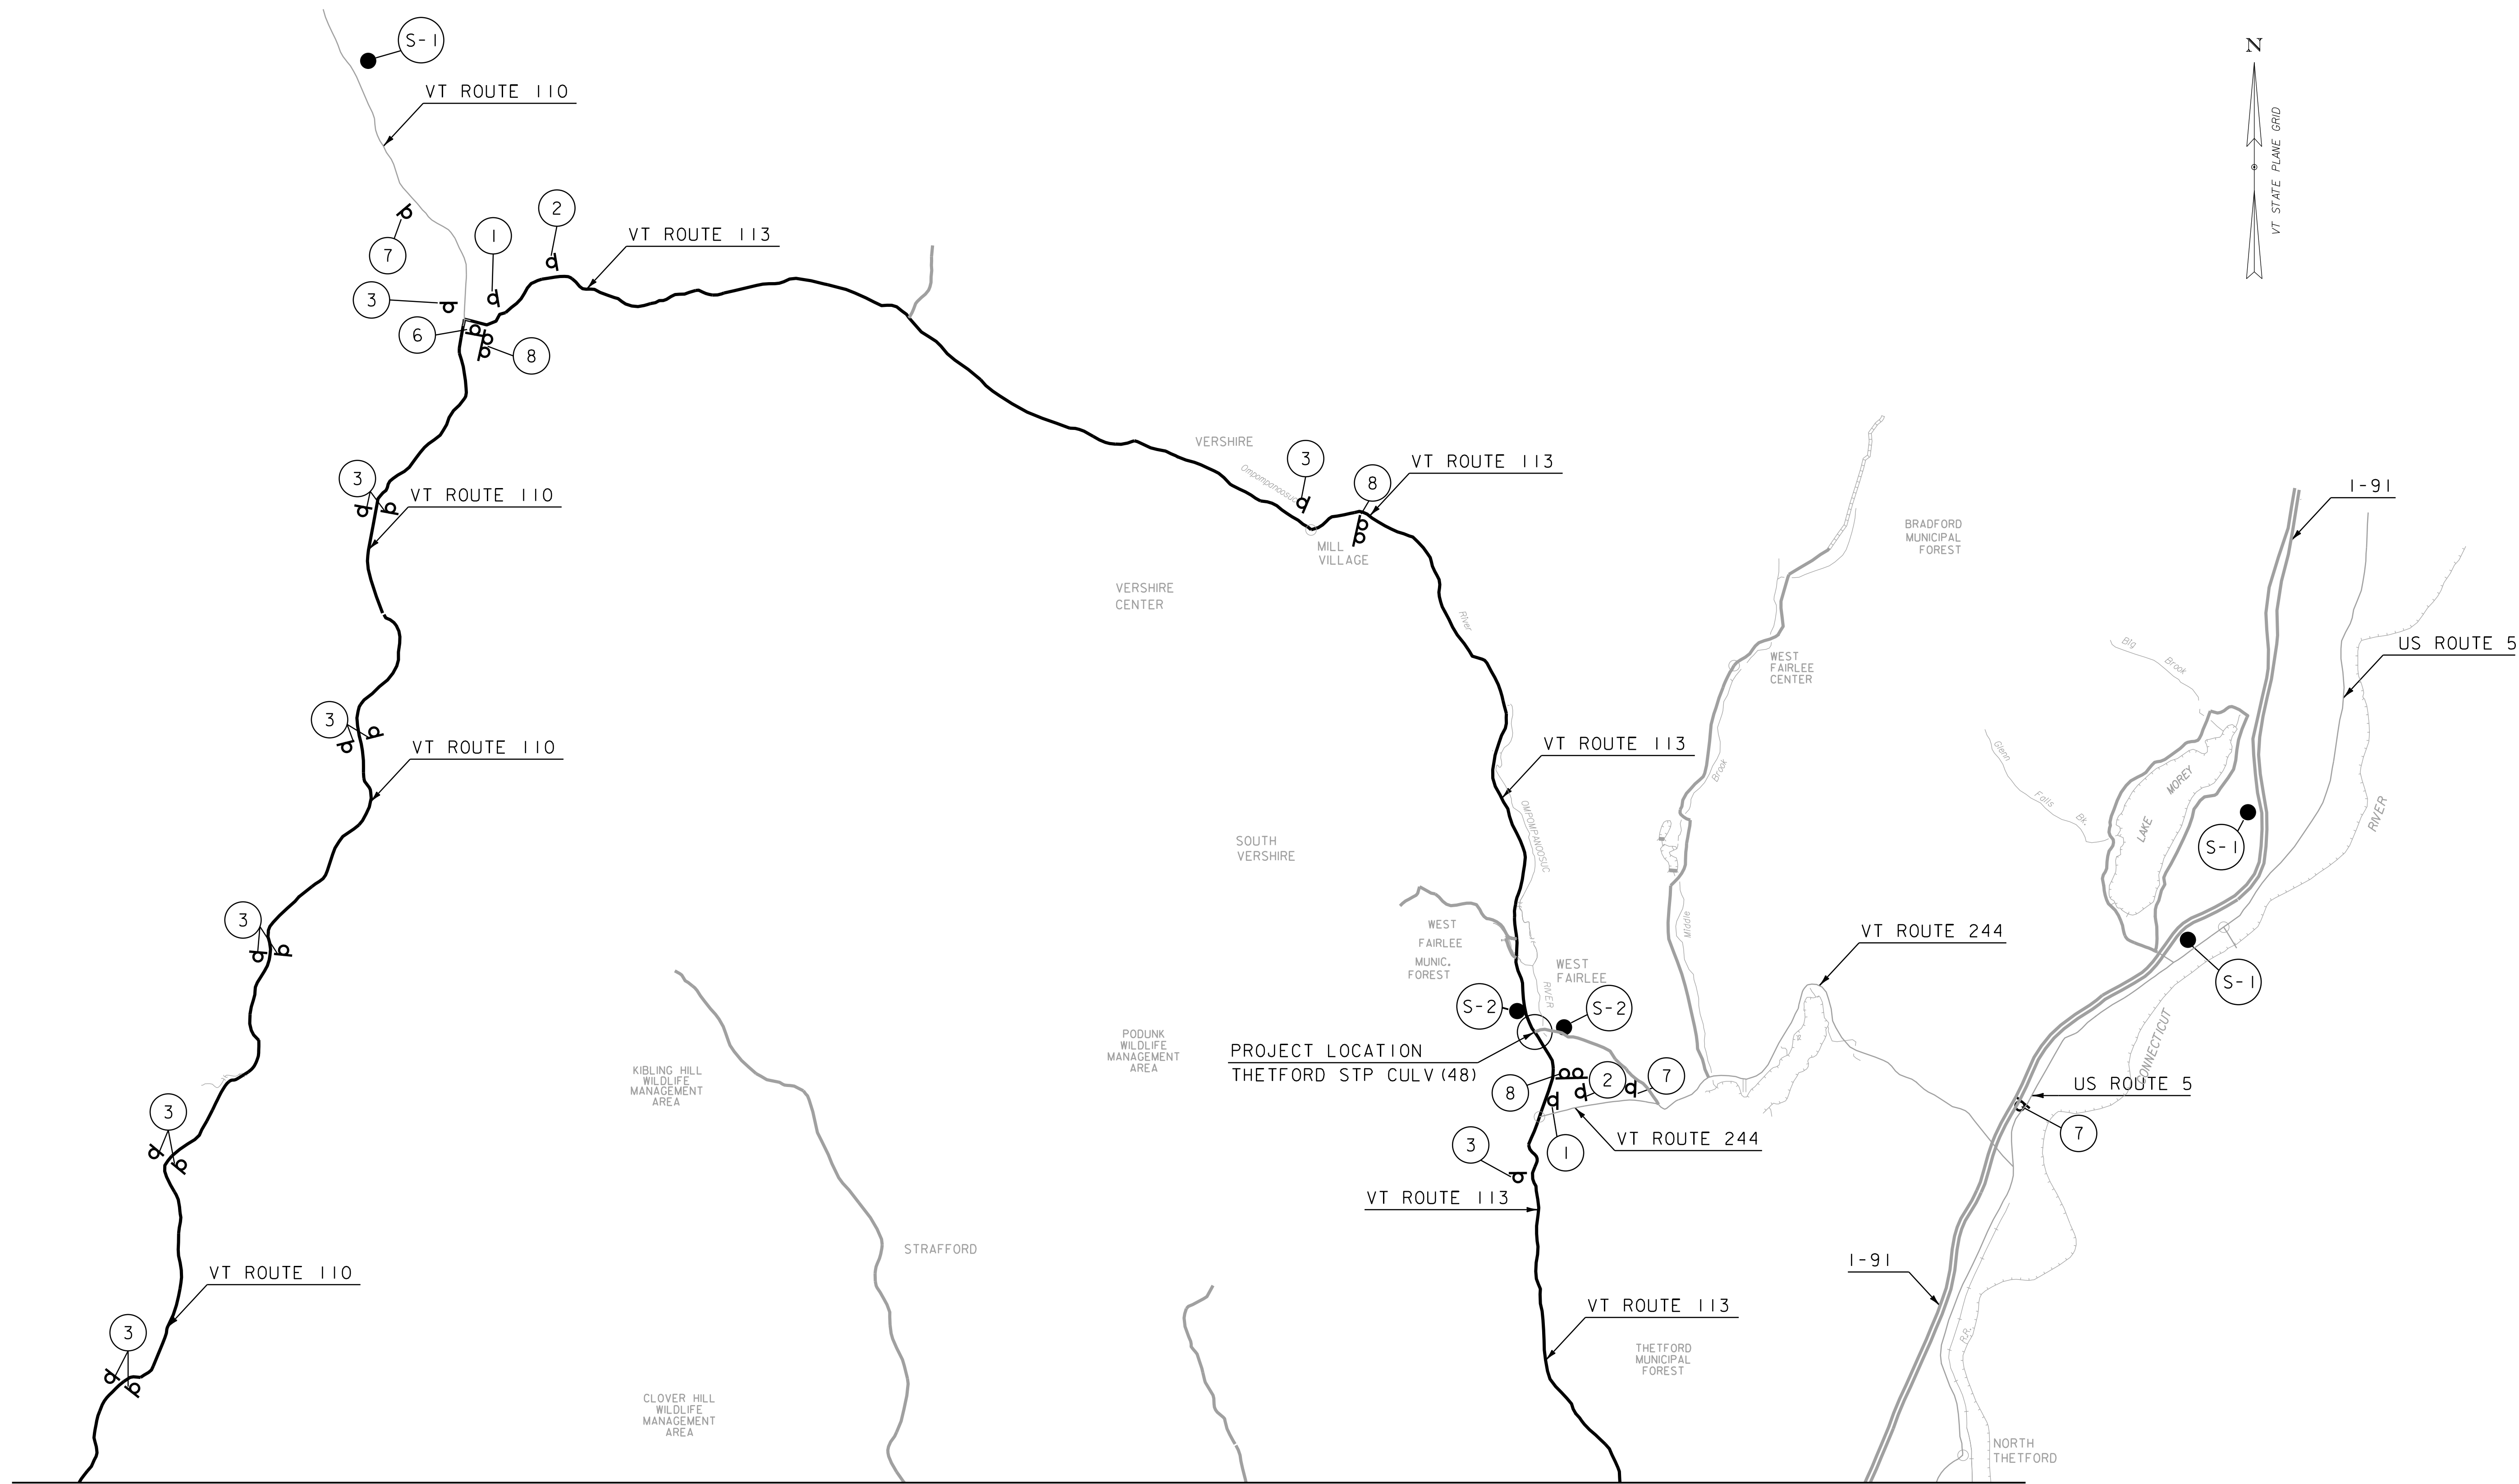 S-1
N
VT ROUTE 110
VT STATE PLANE GRID
2
1
VT ROUTE 113
7
3
6
8
VERSHIRE
3
VT ROUTE 113
8
Ompompanoosuc
3
VT ROUTE 110
I-91
BRADFORD
MUNICIPAL
FOREST
MILL
VILLAGE
VERSHIRE
CENTER
River
US ROUTE 5
Big
Brook
WEST
FAIRLEE
CENTER
3
VT ROUTE 110
VT ROUTE 113
Glenn
Falls
Bk.
Brook
LAKE
MOREY
RIVER
OMPOMPANOOSUC
SOUTH
VERSHIRE
S-1
3
WEST
FAIRLEE
MUNIC.
FOREST
Middle
VT ROUTE 244
WEST
FAIRLEE
RIVER
S-1
S-2
S-2
PODUNK
WILDLIFE
MANAGEMENT
AREA
PROJECT LOCATION
THETFORD STP CULV(48)
CONNECTICUT
KIBLING HILL
WILDLIFE
MANAGEMENT
AREA
8
2
7
US ROUTE 5
3
7
3
1
VT ROUTE 244
VT ROUTE 113
STRAFFORD
I-91
VT ROUTE 110
VT ROUTE 113
3
R.R.
THETFORD
MUNICIPAL
FOREST
CLOVER HILL
WILDLIFE
MANAGEMENT
AREA
NORTH
THETFORD